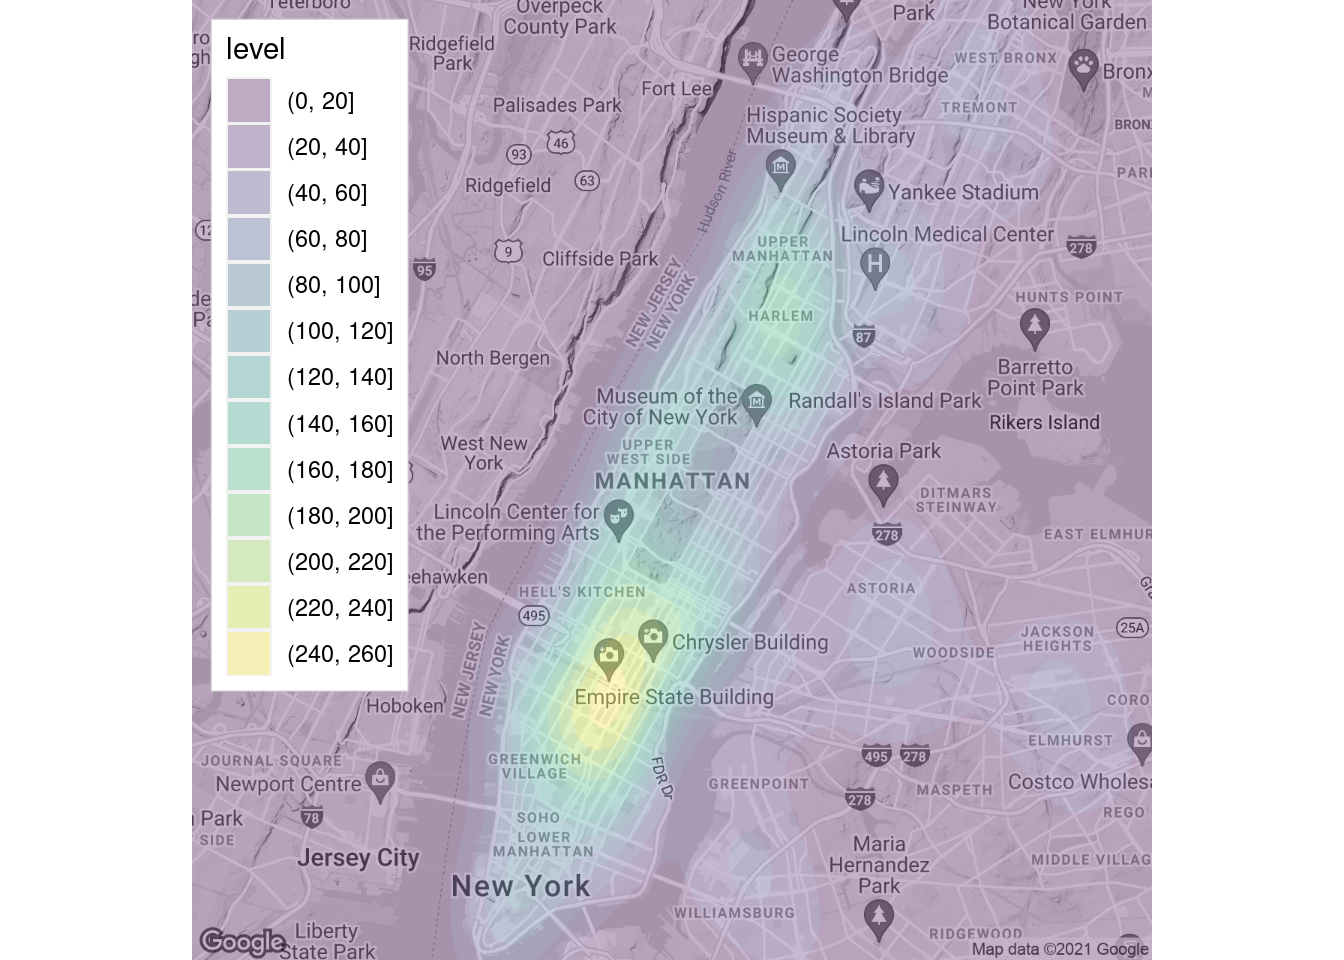 level
(0, 20]
(20, 40]
(40, 60]
(60, 80]
(80, 100]
(100, 120]
(120, 140]
(140, 160]
(160, 180]
(180, 200]
(200, 220]
(220, 240]
(240, 260]
Teterboro
Overpeck
County Park
Ridgefield
Park
Palisades Park
Fort Lee
46
93
63
Ridgefield
9
95
Cliffside Park
North Bergen
West New
York
Hudson River
NEW JERSEY
NEW YORK
George
Washington Bridge
Park
New York
Botanical Garden
WEST BRONX
Bronx
TREMONT
BRON
PAR
Hispanic Society
Museum & Library
Yankee Stadium
UPPER
MANHATTAN
Lincoln Medical Center
278
HUNTS POINT
HARLEM
87
Barretto
Point Park
Museum of the
City of New York
Randall's Island Park
Rikers Island
UPPER
WEST SIDE
MANHATTAN
Astoria Park
DITMARS
STEINWAY
Lincoln Center for
the Performing Arts
278
EAST ELMHUR
eehawken
HELL'S KITCHEN
ASTORIA
495
25A
JACKSON
HEIGHTS
Chrysler Building
WOODSIDE
NEW JERSEY
NEW YORK
Empire State Building
Hoboken
CORO
ELMHURST
JOURNAL SQUARE
Newport Centre
GREENWICH
VILLAGE
FDR Dr
495
278
GREENPOINT
278
MASPETH
Costco Wholesa
REGO
n Park
SIDE
78
SOHO
LOWER
MANHATTAN
Jersey City
Maria
Hernandez
Park
MIDDLE VILLAG
New York
WILLIAMSBURG
RIDGEWOOD
Liberty
State Park
Google
Map data ©2021 Google